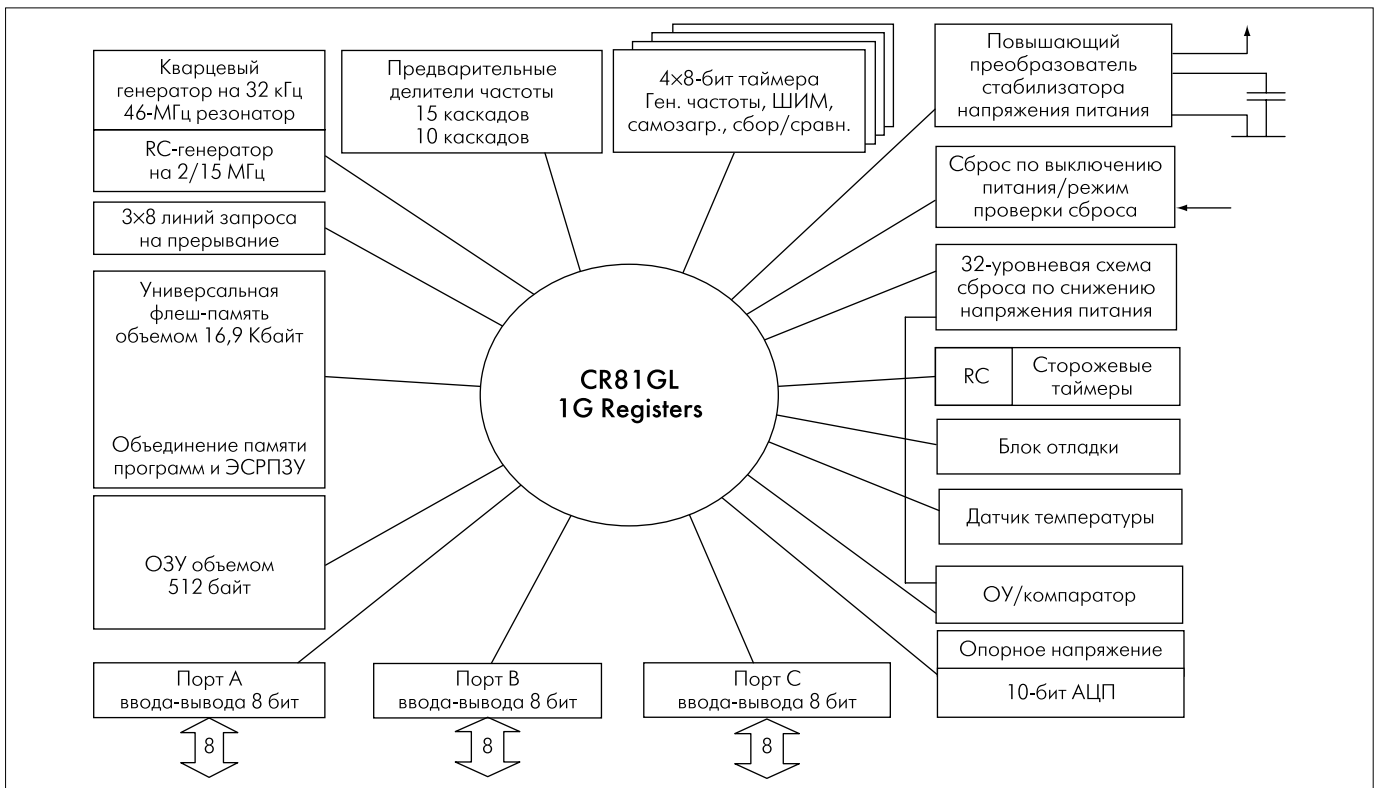 Кварцевый
генератор на 32 кГц
46-МГц резонатор
RC-генератор
на 2/15 МГц
3×8 линий запроса
на прерывание
Универсальная
флеш-память
объемом 16,9 Кбайт
Объединение памяти
программ и ЭСРПЗУ
ОЗУ объемом
512 байт
Предварительные
делители частоты
15 каскадов
10 каскадов
4×8-бит таймера
Ген. частоты, ШИМ,
самозагр., сбор/сравн.
Повышающий
преобразователь
стабилизатора
напряжения питания
Сброс по выключению
питания/режим
проверки сброса
32-уровневая схема
сброса по снижению
напряжения питания
RC
Сторожевые
таймеры
Блок отладки
Датчик температуры
ОУ/компаратор
Опорное напряжение
10-бит АЦП
CR81GL
1G Registers
Порт А
ввода-вывода 8 бит
8
Порт В
ввода-вывода 8 бит
8
Порт С
ввода-вывода 8 бит
8